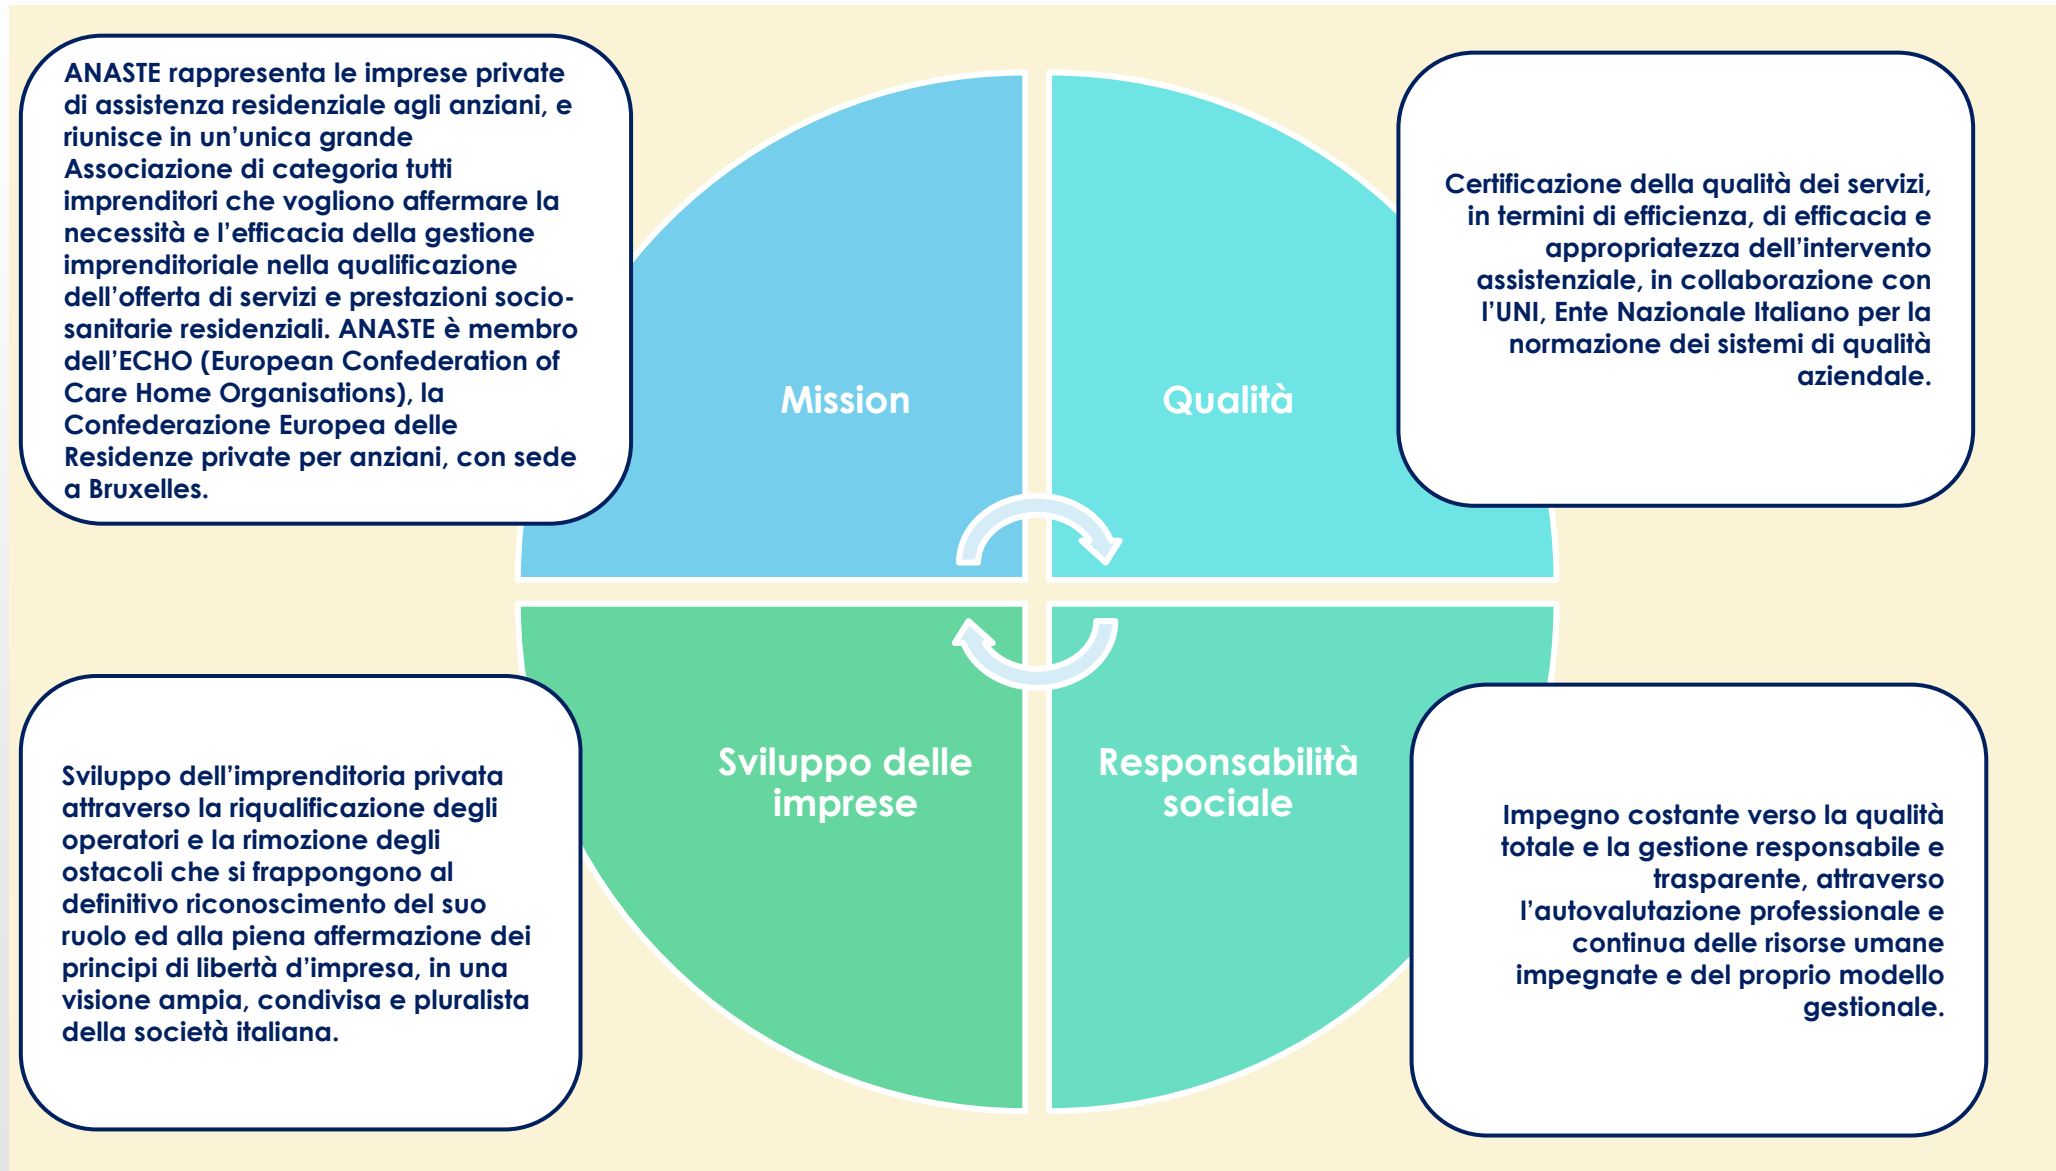 ANASTE rappresenta le imprese private
di assistenza residenziale agli anziani, e
riunisce in un’unica grande
Associazione di categoria tutti
imprenditori che vogliono affermare la
necessità e l’efficacia della gestione
imprenditoriale nella qualificazione
dell’offerta di servizi e prestazioni socio-
sanitarie residenziali. ANASTE è membro
dell’ECHO (European Confederation of
Care Home Organisations), la
Confederazione Europea delle
Residenze private per anziani, con sede
a Bruxelles.
Mission
Qualità
Certificazione della qualità dei servizi,
in termini di efficienza, di efficacia e
appropriatezza dell’intervento
assistenziale, in collaborazione con
l’UNI, Ente Nazionale Italiano per la
normazione dei sistemi di qualità
aziendale.
Sviluppo dell’imprenditoria privata
attraverso la riqualificazione degli
operatori e la rimozione degli
ostacoli che si frappongono al
definitivo riconoscimento del suo
ruolo ed alla piena affermazione dei
principi di libertà d’impresa, in una
visione ampia, condivisa e pluralista
della società italiana.
Sviluppo delle
imprese
Responsabilità
sociale
Impegno costante verso la qualità
totale e la gestione responsabile e
trasparente, attraverso
l’autovalutazione professionale e
continua delle risorse umane
impegnate e del proprio modello
gestionale.